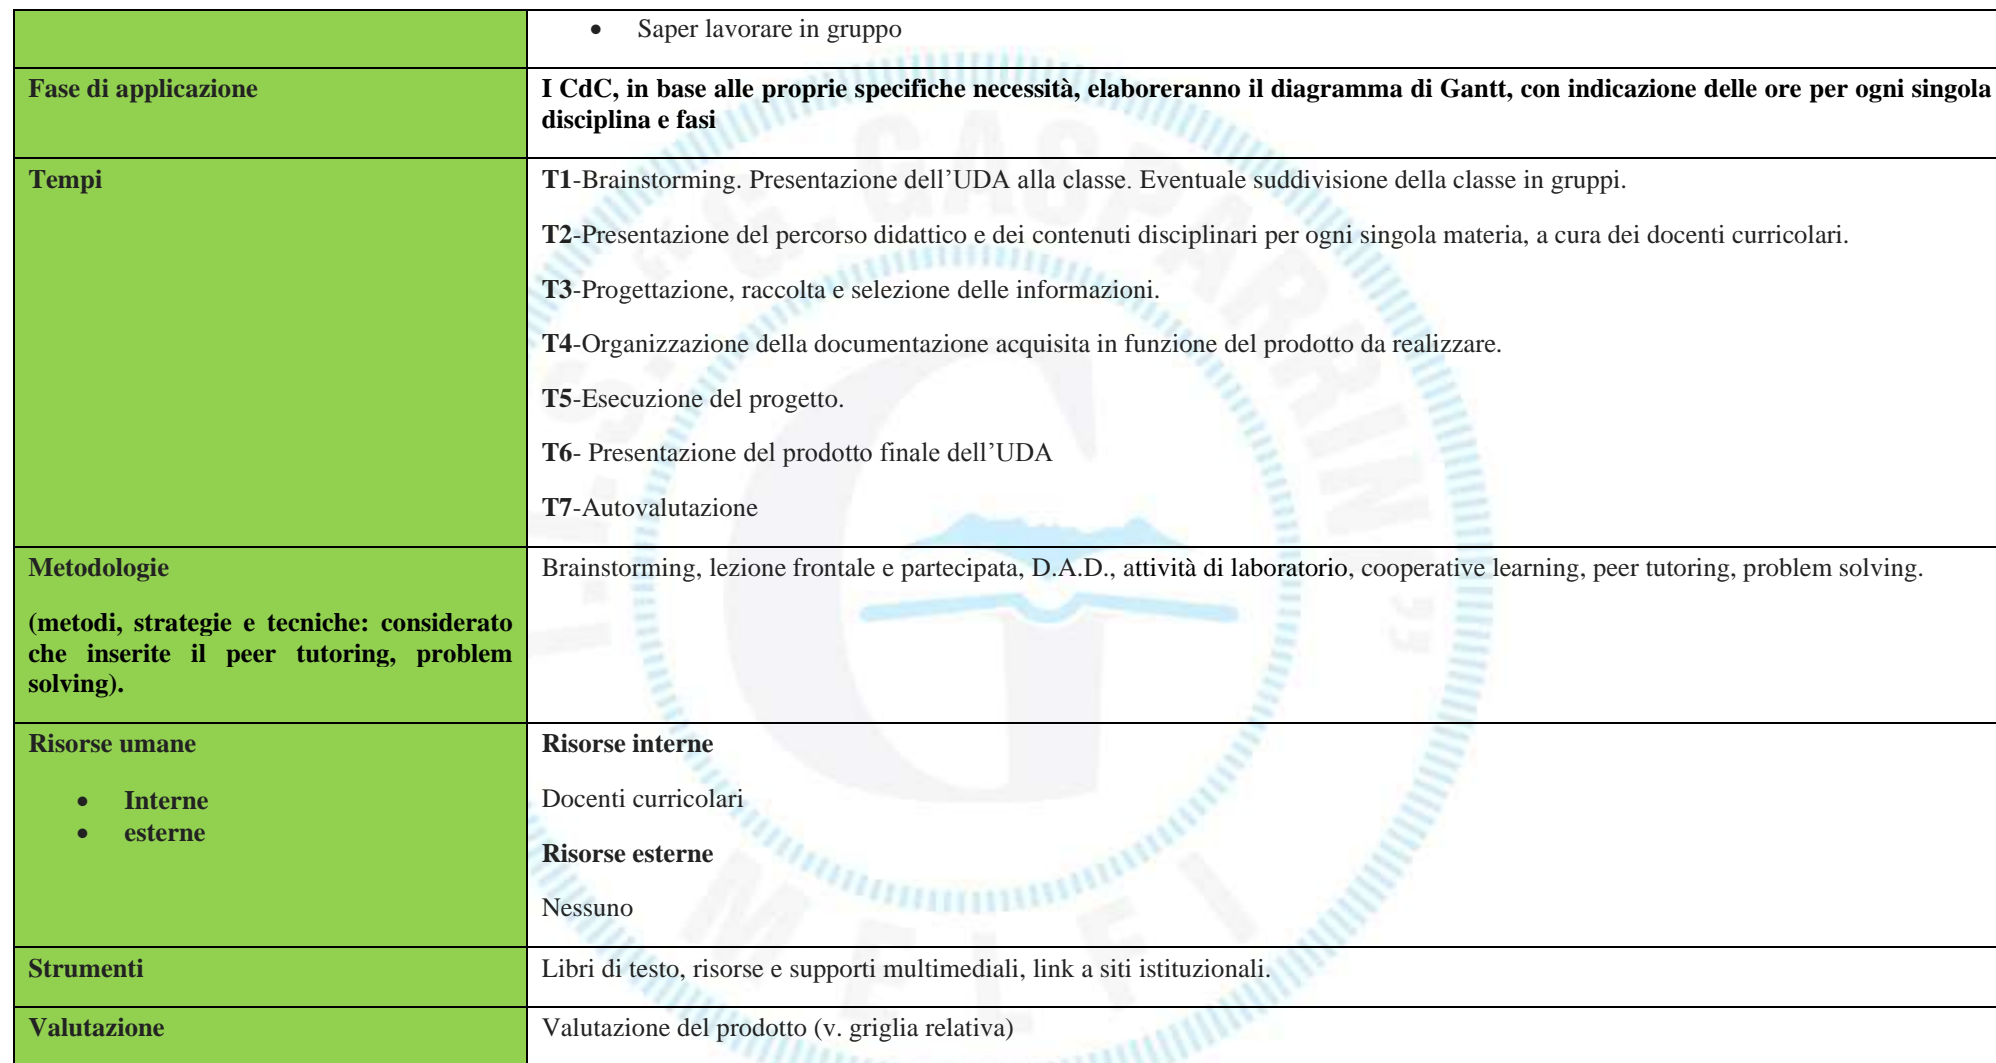 • Saper lavorare in gruppo
Fase di applicazione
I CdC, in base alle proprie specifiche necessità, elaboreranno il diagramma di Gantt, con indicazione delle ore per ogni singola
disciplina e fasi
Tempi
T1-Brainstorming. Presentazione dell’UDA alla classe. Eventuale suddivisione della classe in gruppi.
T2-Presentazione del percorso didattico e dei contenuti disciplinari per ogni singola materia, a cura dei docenti curricolari.
T3-Progettazione, raccolta e selezione delle informazioni.
T4-Organizzazione della documentazione acquisita in funzione del prodotto da realizzare.
T5-Esecuzione del progetto.
T6- Presentazione del prodotto finale dell’UDA
T7-Autovalutazione
Metodologie
(metodi, strategie e tecniche: considerato
che inserite il peer tutoring, problem
solving).
Brainstorming, lezione frontale e partecipata, D.A.D., attività di laboratorio, cooperative learning, peer tutoring, problem solving.
Risorse umane
• Interne
• esterne
Risorse interne
Docenti curricolari
Risorse esterne
Nessuno
Strumenti
Libri di testo, risorse e supporti multimediali, link a siti istituzionali.
Valutazione
Valutazione del prodotto (v. griglia relativa)
I.I.S. “G. GASPARRINI”
MELFI